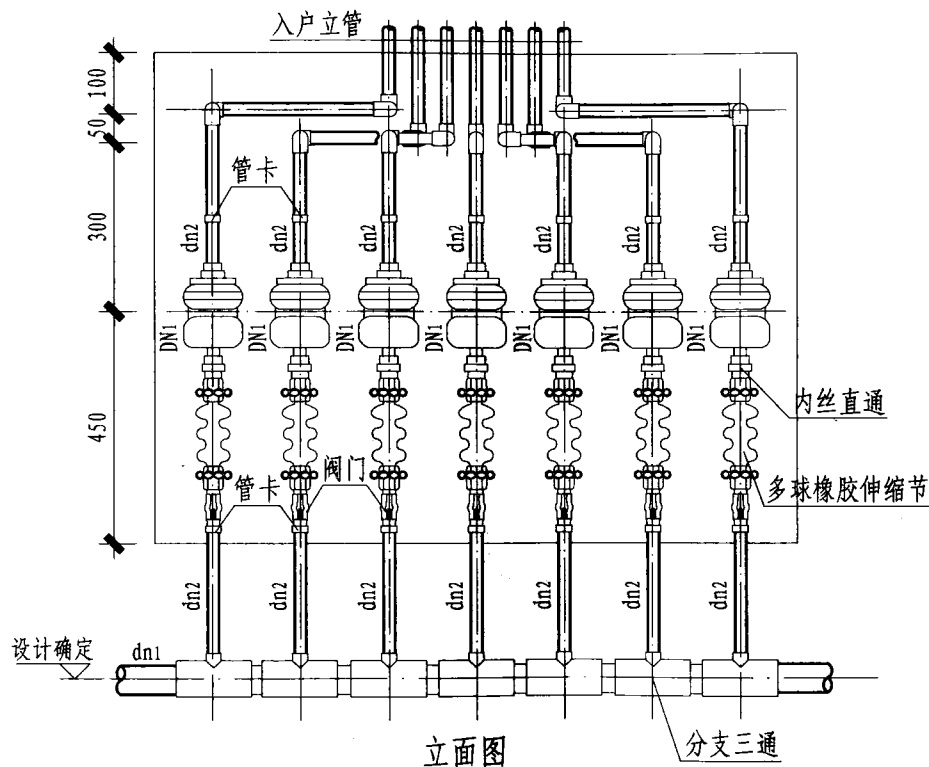 入户立管
100
50
300
450
管卡
dn2 dn2 dn2 dn2 dn2 dn2 dn2
DN1 DN1 DN1 DN1 DN1 DN1 DN1
内丝直通
阀门
管卡
多球橡胶伸缩节
dn2 dn2 dn2 dn2 dn2 dn2 dn2
设计确定
dn1
分支三通
立面图